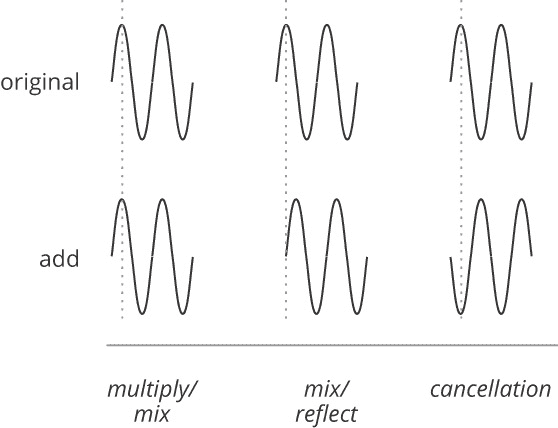 original
add
multiply/
mix
mix/
reflect
cancellation